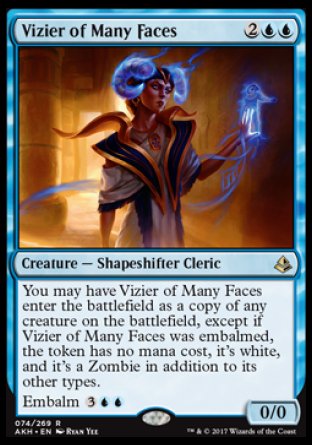 Vizier of Many Faces 2
Creature — Shapeshifter Cleric
You may have Vizier of Many Faces
enter the battlefield as a copy of any
creature on the battlefield, except if
Vizier of Many Faces was embalmed,
the token has no mana cost, it's white,
and it's a Zombie in addition to its
other types.
Embalm 3
0/0
074/269 R
AKH • EN Ryan Yee
™ & © 2017 Wizards of the Coast